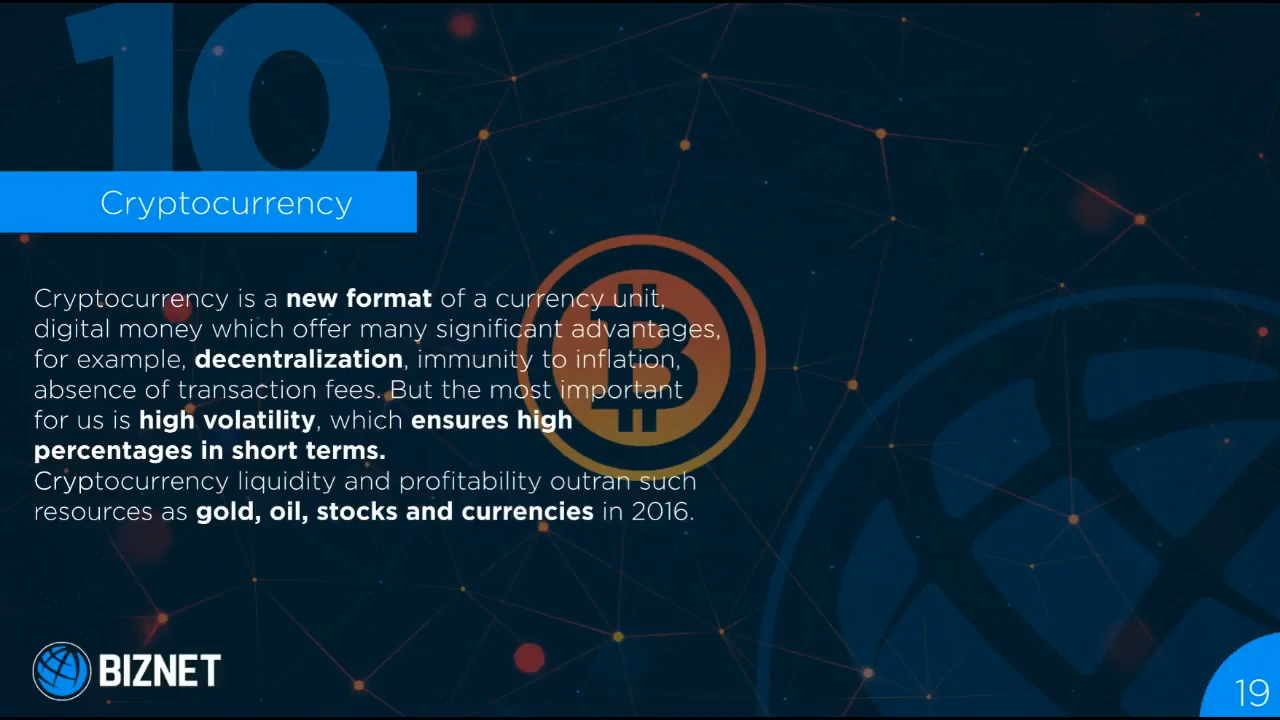 10
Cryptocurrency
Cryptocurrency is a new format of a currency unit,
digital money which offer many significant advantages,
for example, decentralization, immunity to inflation,
absence of transaction fees. But the most important
for us is high volatility, which ensures high
percentages in short terms.
Cryptocurrency liquidity and profitability outran such
resources as gold, oil, stocks and currencies in 2016.
BIZNET
19